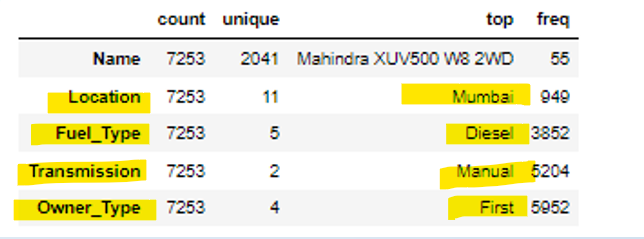 count unique top freq
Name 7253 2041 Mahindra XUV500 W8 2WD 55
Location 7253 11 Mumbai 949
Fuel_Type 7253 5 Diesel 3852
Transmission 7253 2 Manual 5204
Owner_Type 7253 4 First 5952